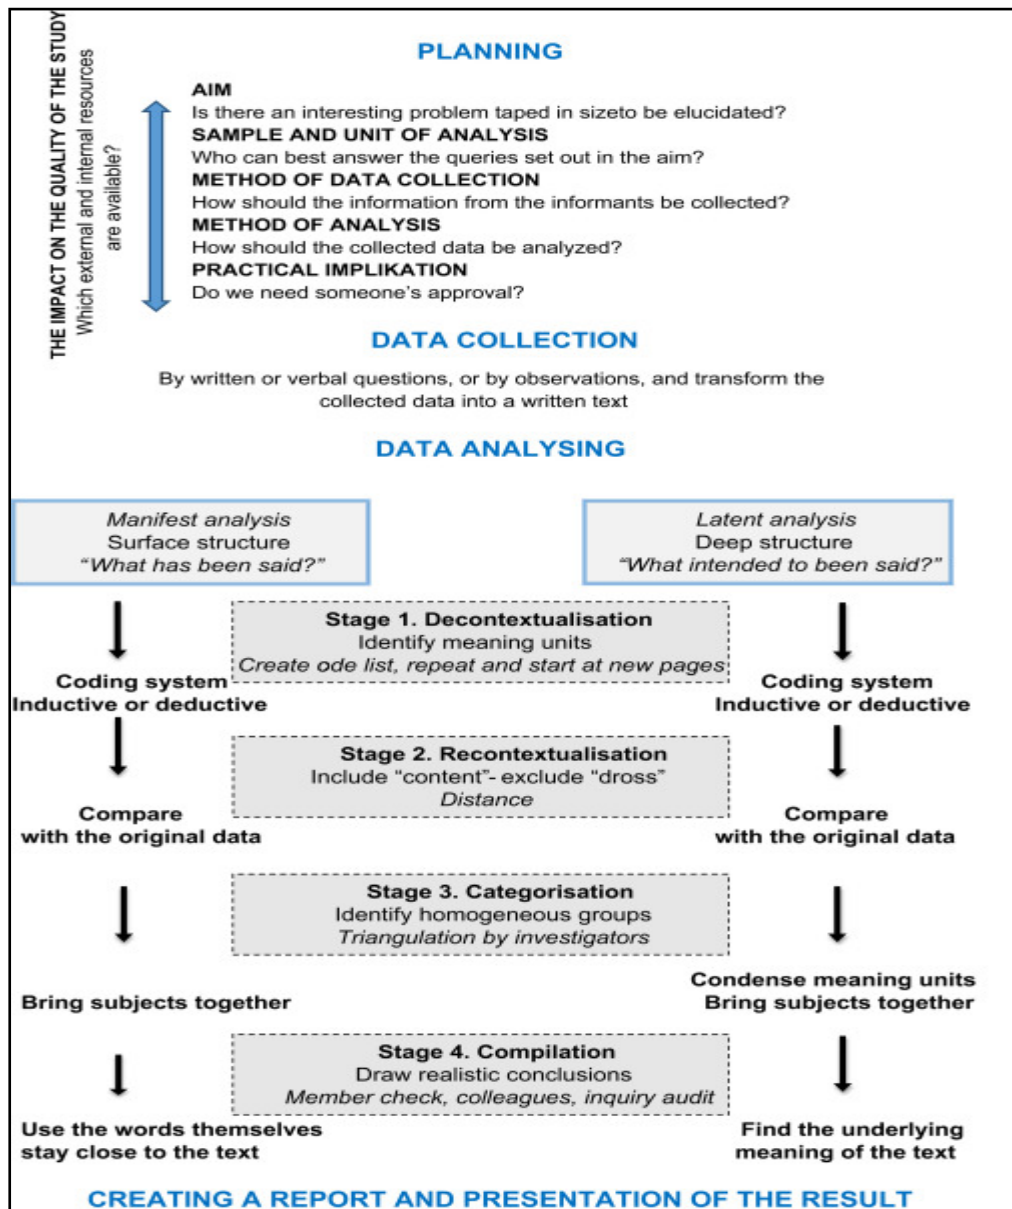 THE IMPACT ON THE QUALITY OF THE STUDY
Which external and internal resources
are available?
PLANNING
AIM
Is there an interesting problem taped in sizeto be elucidated?
SAMPLE AND UNIT OF ANALYSIS
Who can best answer the queries set out in the aim?
METHOD OF DATA COLLECTION
How should the information from the informants be collected?
METHOD OF ANALYSIS
How should the collected data be analyzed?
PRACTICAL IMPLIKATION
Do we need someone's approval?
DATA COLLECTION
By written or verbal questions, or by observations, and transform the
collected data into a written text
DATA ANALYSING
Manifest analysis
Surface structure
“What has been said?”
Latent analysis
Deep structure
“What intended to been said?”
Stage 1. Decontextualisation
Identify meaning units
Create ode list, repeat and start at new pages
Coding system
Inductive or deductive
Coding system
Inductive or deductive
Stage 2. Recontextualisation
Include “content”- exclude “dross”
Distance
Compare
with the original data
Compare
with the original data
Stage 3. Categorisation
Identify homogeneous groups
Triangulation by investigators
Bring subjects together
Condense meaning units
Bring subjects together
Stage 4. Compilation
Draw realistic conclusions
Member check, colleagues, inquiry audit
Use the words themselves
stay close to the text
Find the underlying
meaning of the text
CREATING A REPORT AND PRESENTATION OF THE RESULT